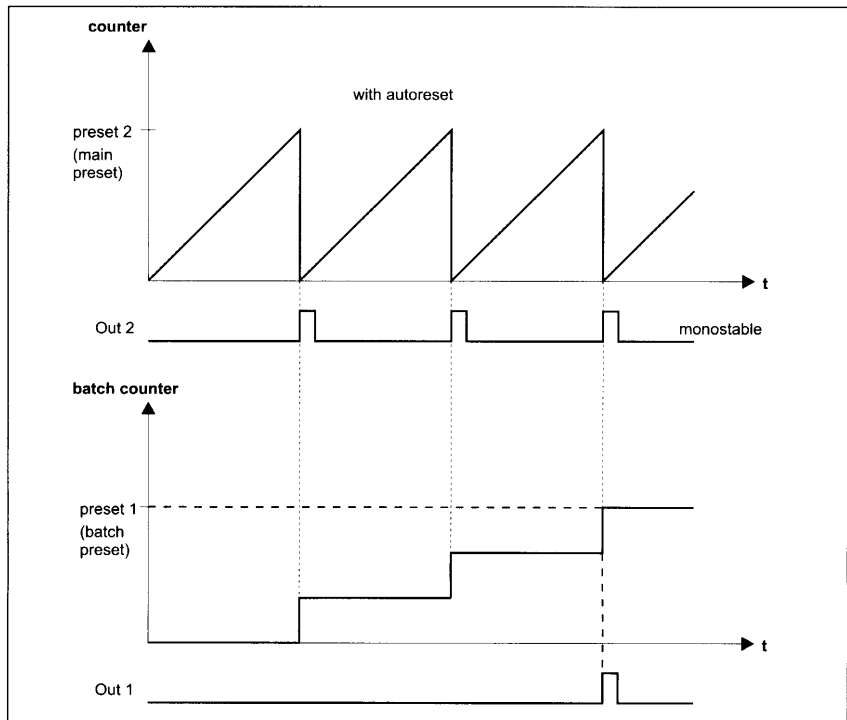 counter
with autoreset
preset 2
(main
preset)
t
Out 2
monostable
batch counter
preset 1
(batch
preset)
t
Out 1